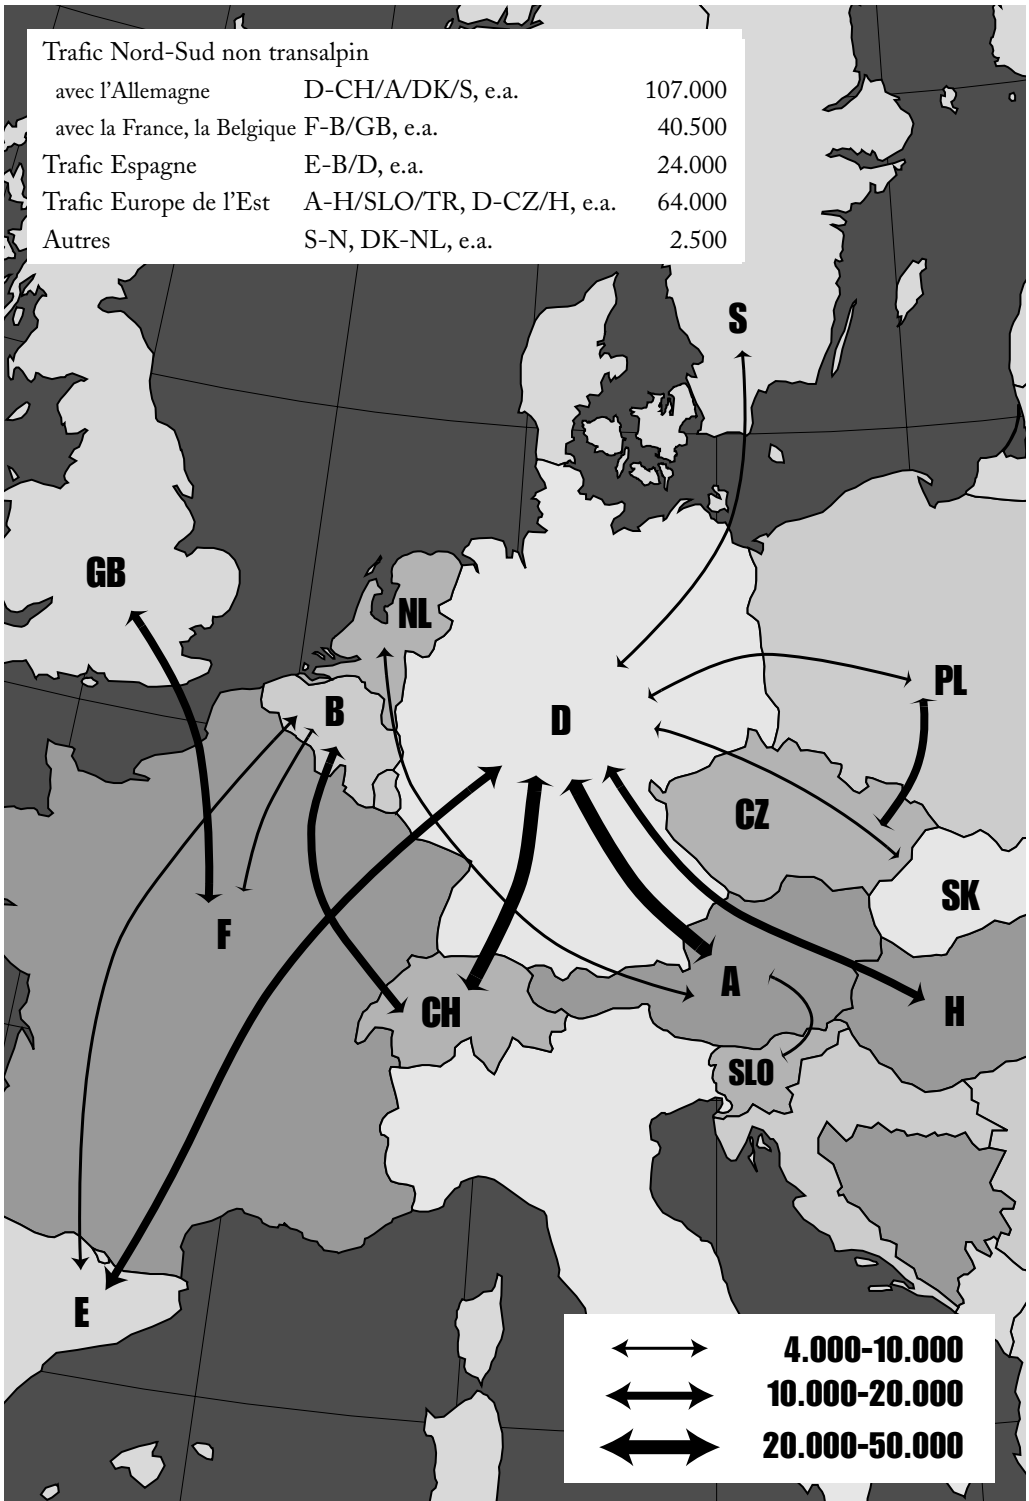 Trafic Nord-Sud non transalpin
avec l'Allemagne D-CH/A/DK/S, e.a. 107.000
avec la France, la Belgique F-B/GB, e.a. 40.500
Trafic Espagne E-B/D, e.a. 24.000
Trafic Europe de l'Est A-H/SLO/TR, D-CZ/H, e.a. 64.000
Autres S-N, DK-NL, e.a. 2.500
S
GB
NL
PL
B
D
CZ
SK
F
A
CH
H
SLO
E
4.000-10.000
10.000-20.000
20.000-50.000